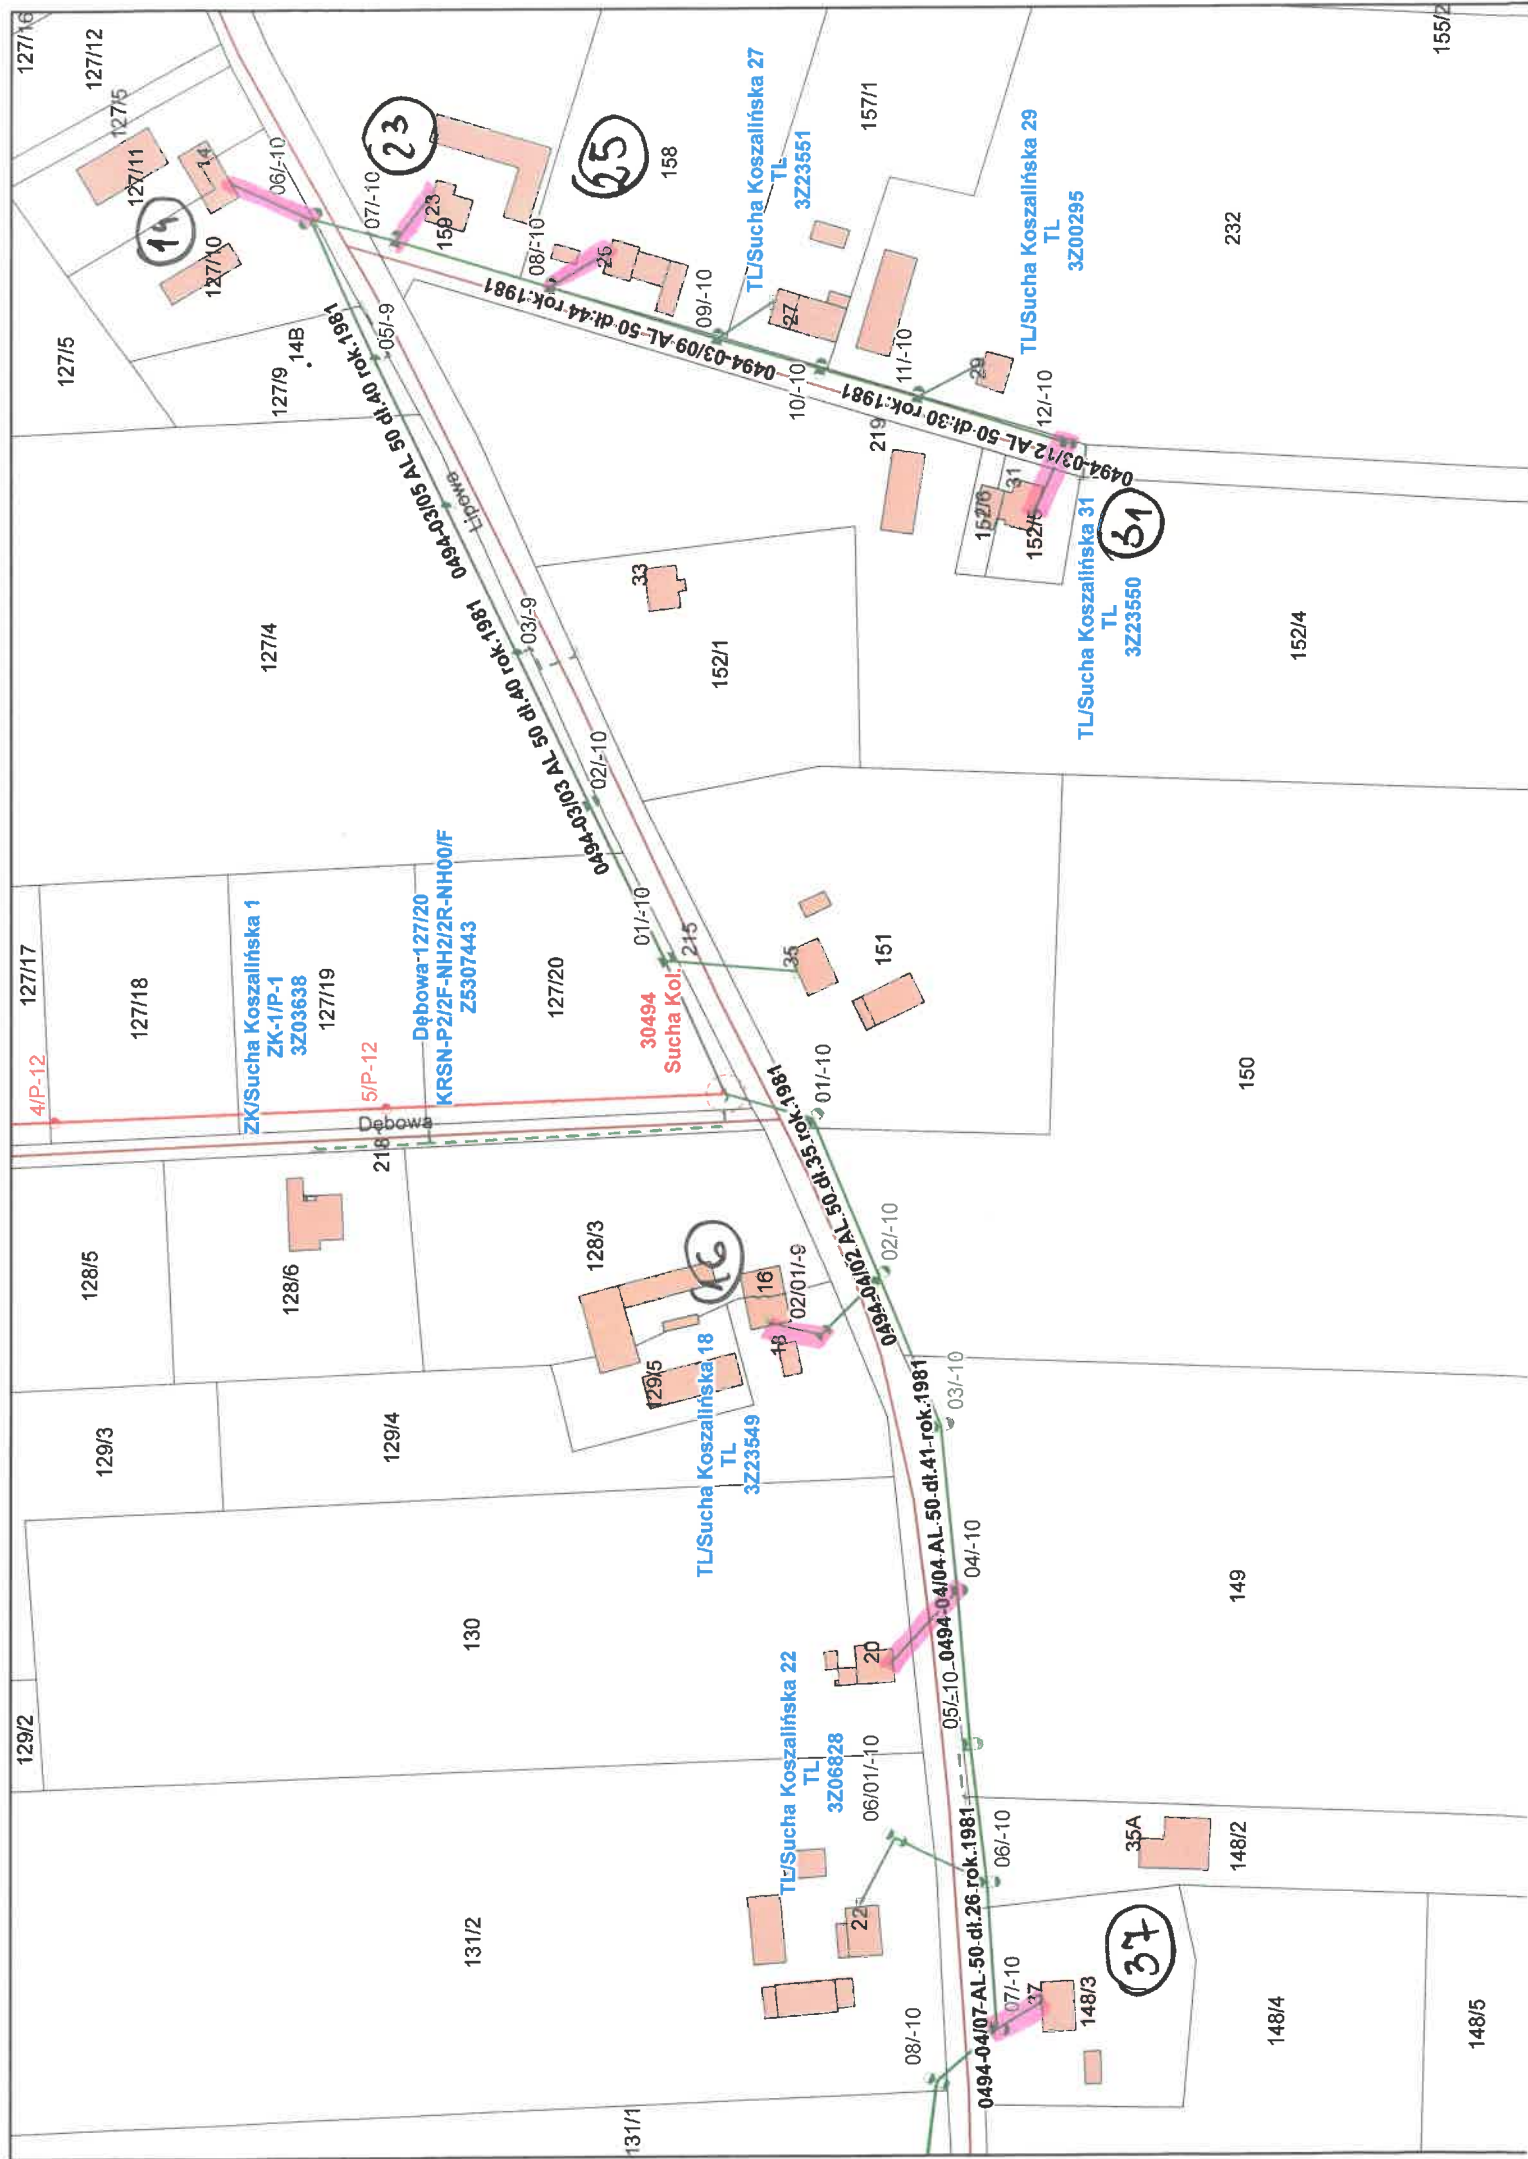 127/16
127/12
127/5
127/5
127/11
14
127/10
14
06/-10
07/-10
23
23
159
08/-10
25
25
158
09/-10
TL/Sucha Koszalińska 27
TL
3Z23551
157/1
155/2
27
10/-10
11/-10
29
TL/Sucha Koszalińska 29
TL
3Z00295
232
12/-10
127/9
14B
05/-9
0494-03/09 AL 50 dł.44 rok.1981
0494-03/12 AL 50 dł.30 rok.1981
0494-03/05 AL 50 dł.40 rok.1981
Lipowa
219
152/6
31
152/5
31
TL/Sucha Koszalińska 31
TL
3Z23550
152/4
127/4
03/-9
33
152/1
0494-03/03 AL 50 dł.40 rok.1981
02/-10
01/-10
127/17
127/18
ZK/Sucha Koszalińska 1
ZK-1/P-1
3Z03638
127/19
Dębowa 127/20
KRSN-P2/2F-NH2/2R-NH00/F
Z5307443
127/20
215
30494
Sucha Kol.
35
151
150
4/P-12
5/P-12
Dębowa
218
01/-10
0494-04/02 AL 50 dł.35 rok.1981
02/-10
128/5
128/6
128/3
16
16
02/01/-9
18
129/5
TL/Sucha Koszalińska 18
TL
3Z23549
129/3
129/4
03/-10
0494-04/04 AL 50 dł.41 rok.1981
04/-10
149
130
20
05/-10
129/2
TL/Sucha Koszalińska 22
TL
3Z06828
06/01/-10
06/-10
35A
148/2
131/2
22
0494-04/07 AL 50 dł.26 rok.1981
07/-10
37
148/3
37
08/-10
148/4
148/5
131/1